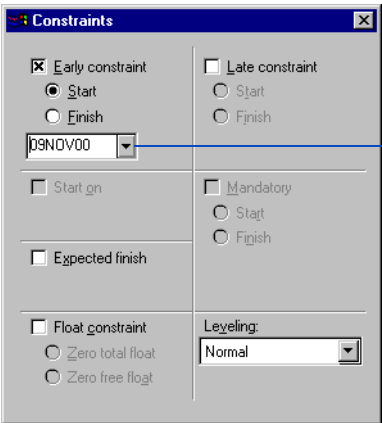 Constraints
Early constraint
Start
Finish
09NOV00
Late constraint
Start
Finish
Start on
Mandatory
Start
Finish
Expected finish
Float constraint
Zero total float
Zero free float
Leveling:
Normal